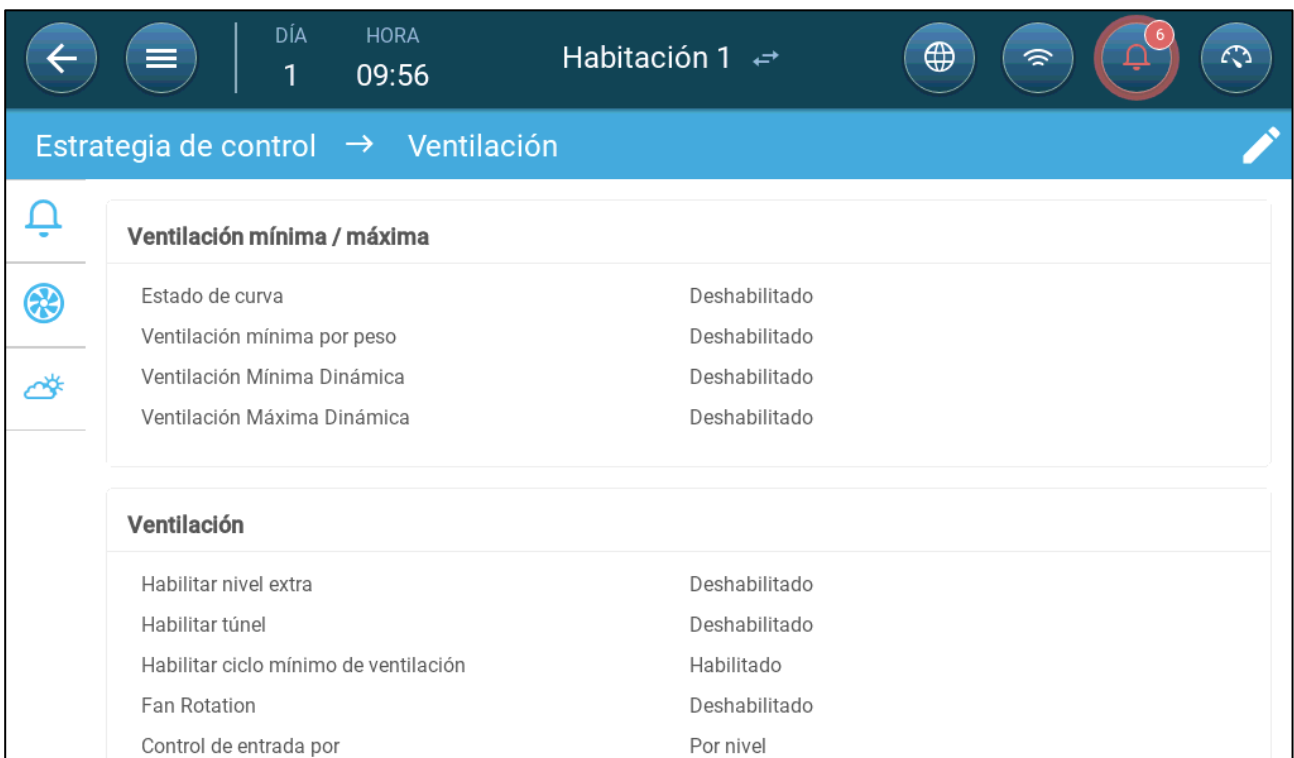 DÍA HORA
1 09:56
Habitación 1
6
Estrategia de control → Ventilación
Ventilación mínima / máxima
Estado de curva Deshabilitado
Ventilación mínima por peso Deshabilitado
Ventilación Mínima Dinámica Deshabilitado
Ventilación Máxima Dinámica Deshabilitado
Ventilación
Habilitar nivel extra Deshabilitado
Habilitar túnel Deshabilitado
Habilitar ciclo mínimo de ventilación Habilitado
Fan Rotation Deshabilitado
Control de entrada por Por nivel